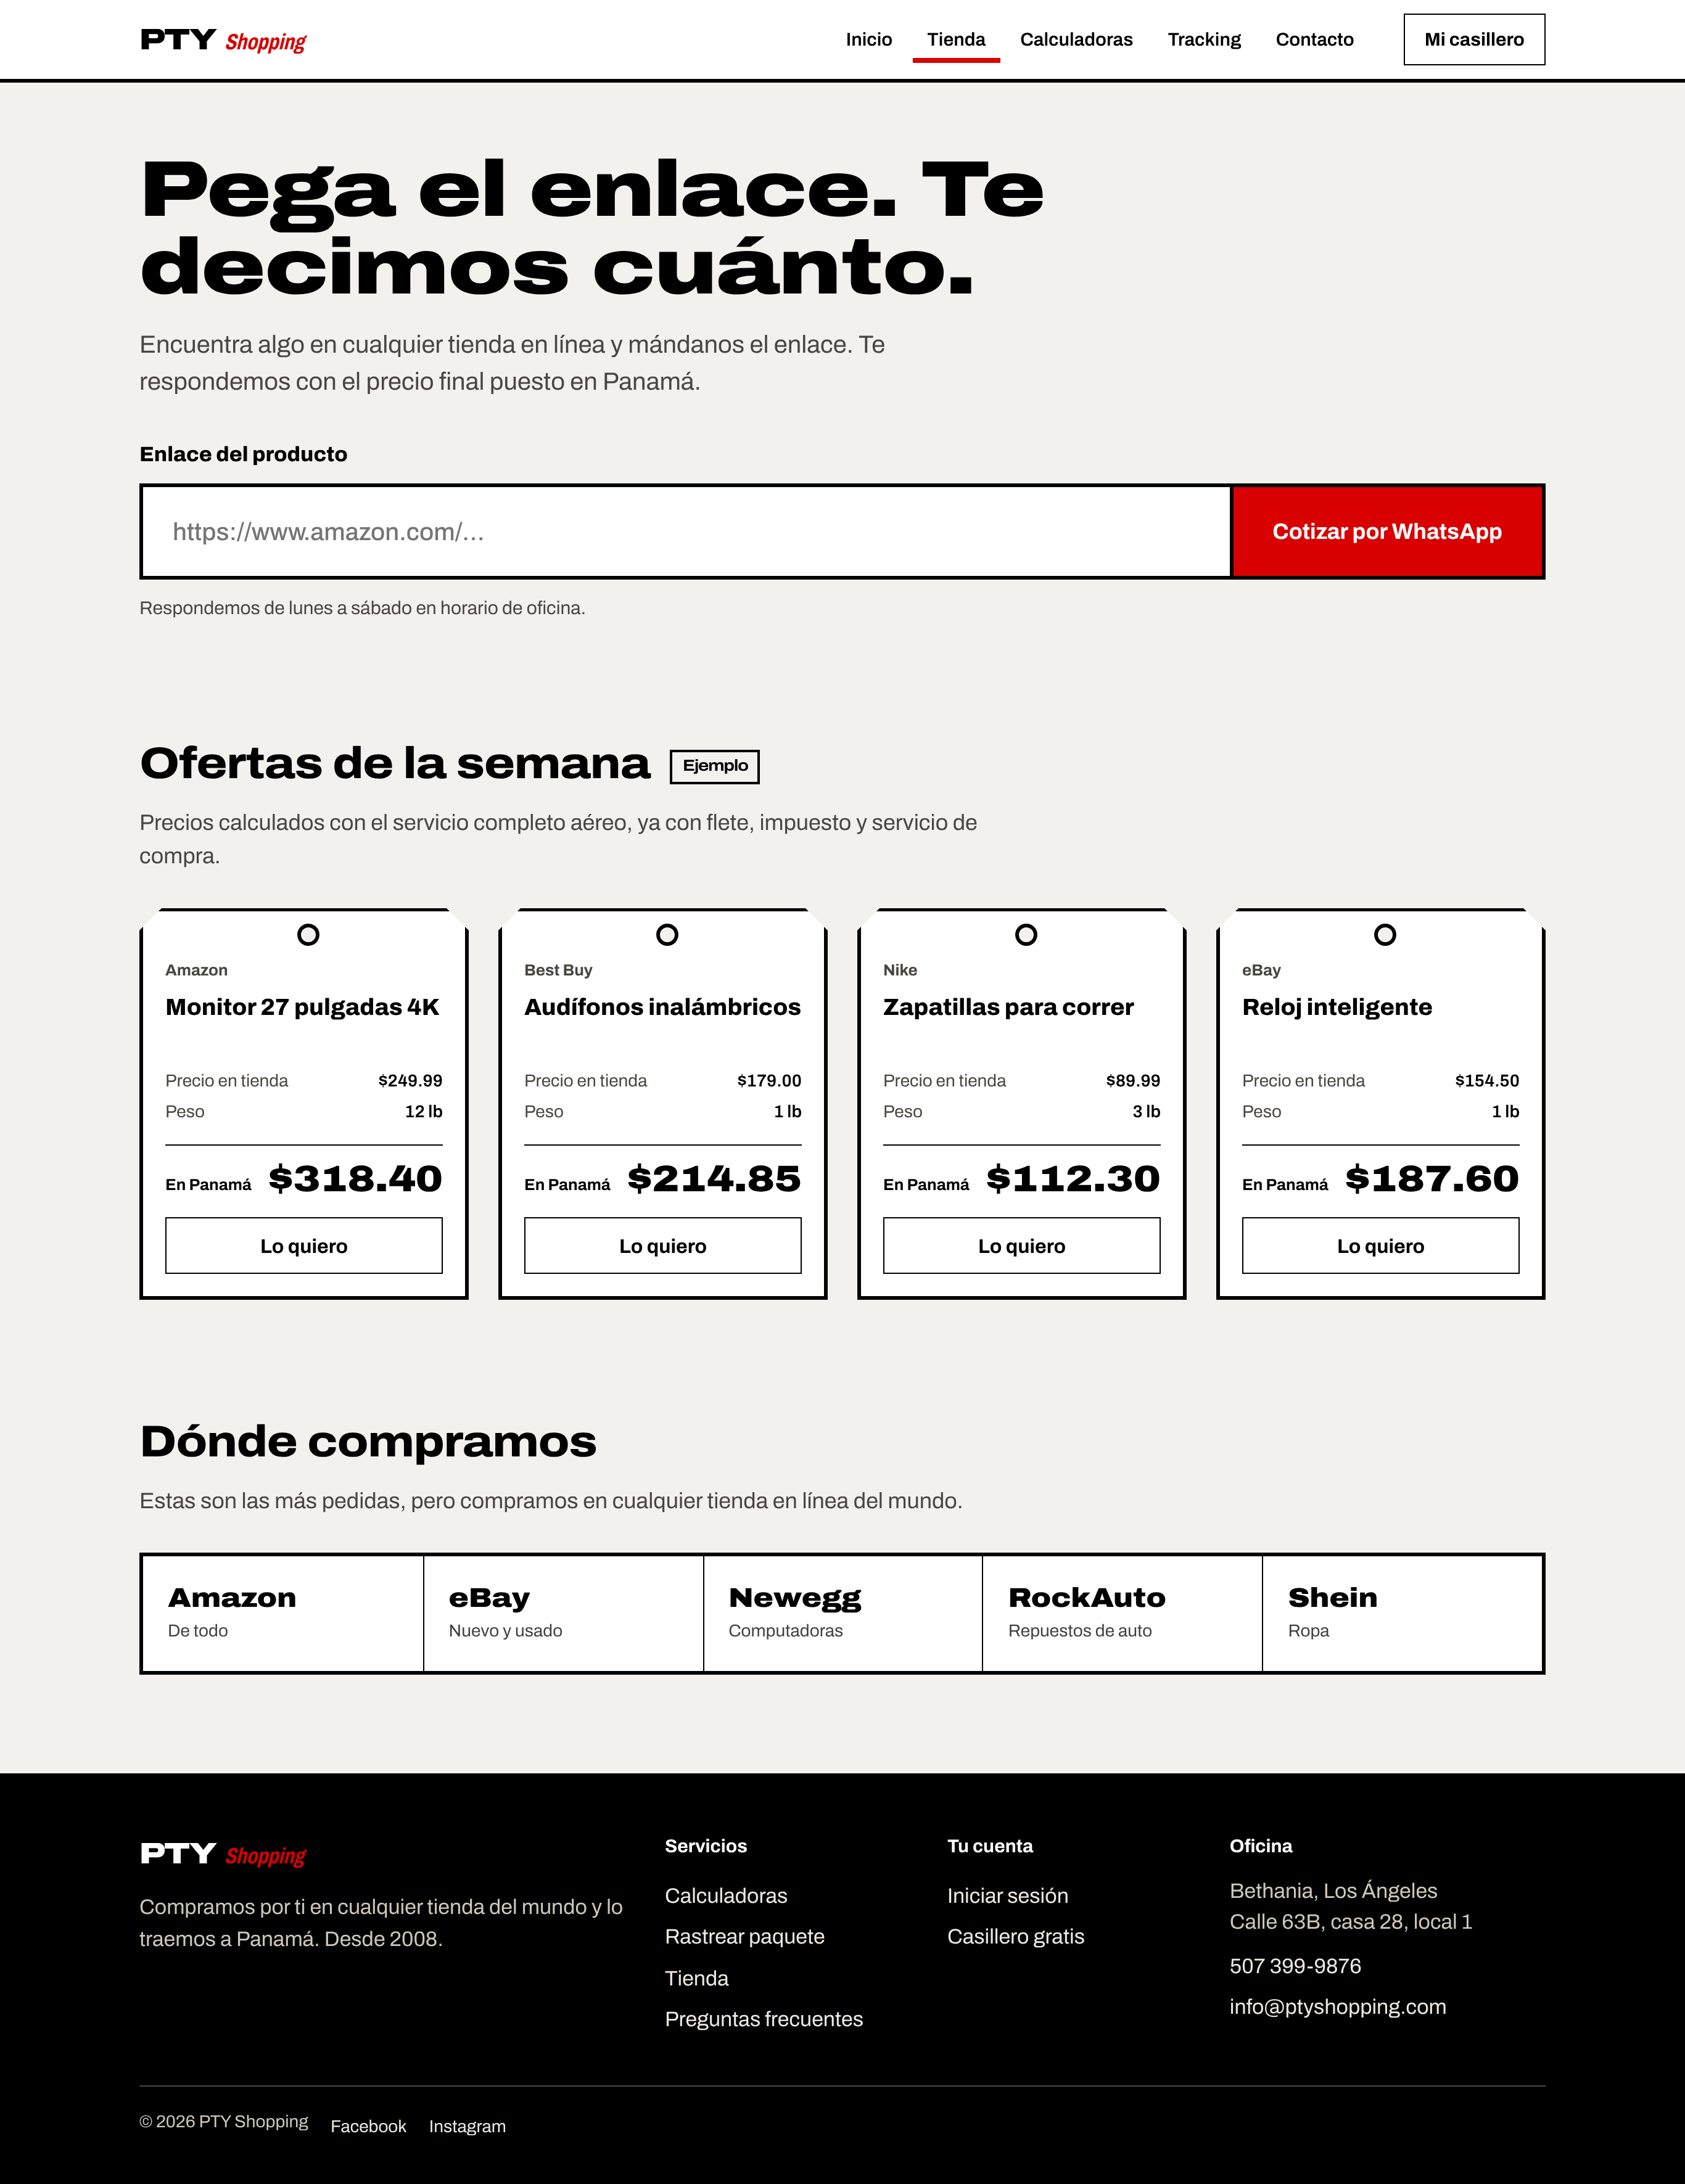 PTY Shopping
Inicio
Tienda
Calculadoras
Tracking
Contacto
Mi casillero
Pega el enlace. Te
decimos cuánto.
Encuentra algo en cualquier tienda en línea y mándanos el enlace. Te
respondemos con el precio final puesto en Panamá.
Enlace del producto
https://www.amazon.com/...
Cotizar por WhatsApp
Respondemos de lunes a sábado en horario de oficina.
Ofertas de la semana
Ejemplo
Precios calculados con el servicio completo aéreo, ya con flete, impuesto y servicio de
compra.
Amazon
Monitor 27 pulgadas 4K
Precio en tienda $249.99
Peso 12 lb
En Panamá $318.40
Lo quiero
Best Buy
Audífonos inalámbricos
Precio en tienda $179.00
Peso 1 lb
En Panamá $214.85
Lo quiero
Nike
Zapatillas para correr
Precio en tienda $89.99
Peso 3 lb
En Panamá $112.30
Lo quiero
eBay
Reloj inteligente
Precio en tienda $154.50
Peso 1 lb
En Panamá $187.60
Lo quiero
Dónde compramos
Estas son las más pedidas, pero compramos en cualquier tienda en línea del mundo.
Amazon
De todo
eBay
Nuevo y usado
Newegg
Computadoras
RockAuto
Repuestos de auto
Shein
Ropa
PTY Shopping
Compramos por ti en cualquier tienda del mundo y lo
traemos a Panamá. Desde 2008.
Servicios
Calculadoras
Rastrear paquete
Tienda
Preguntas frecuentes
Tu cuenta
Iniciar sesión
Casillero gratis
Oficina
Bethania, Los Ángeles
Calle 63B, casa 28, local 1
507 399-9876
info@ptyshopping.com
© 2026 PTY Shopping
Facebook
Instagram